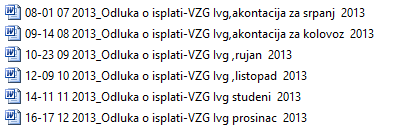 08-01 07 2013_Odluka o isplati-VZG lvg,akontacija za srpanj  2013
09-14 08 2013_Odluka o isplati-VZG lvg,akontacija za kolovoz  2013
10-23 09 2013_Odluka o isplati-VZG lvg ,rujan  2013
12-09 10 2013_Odluka o isplati-VZG lvg ,listopad  2013
14-11 11 2013_Odluka o isplati-VZG lvg studeni  2013
16-17 12 2013_Odluka o isplati-VZG lvg prosinac  2013